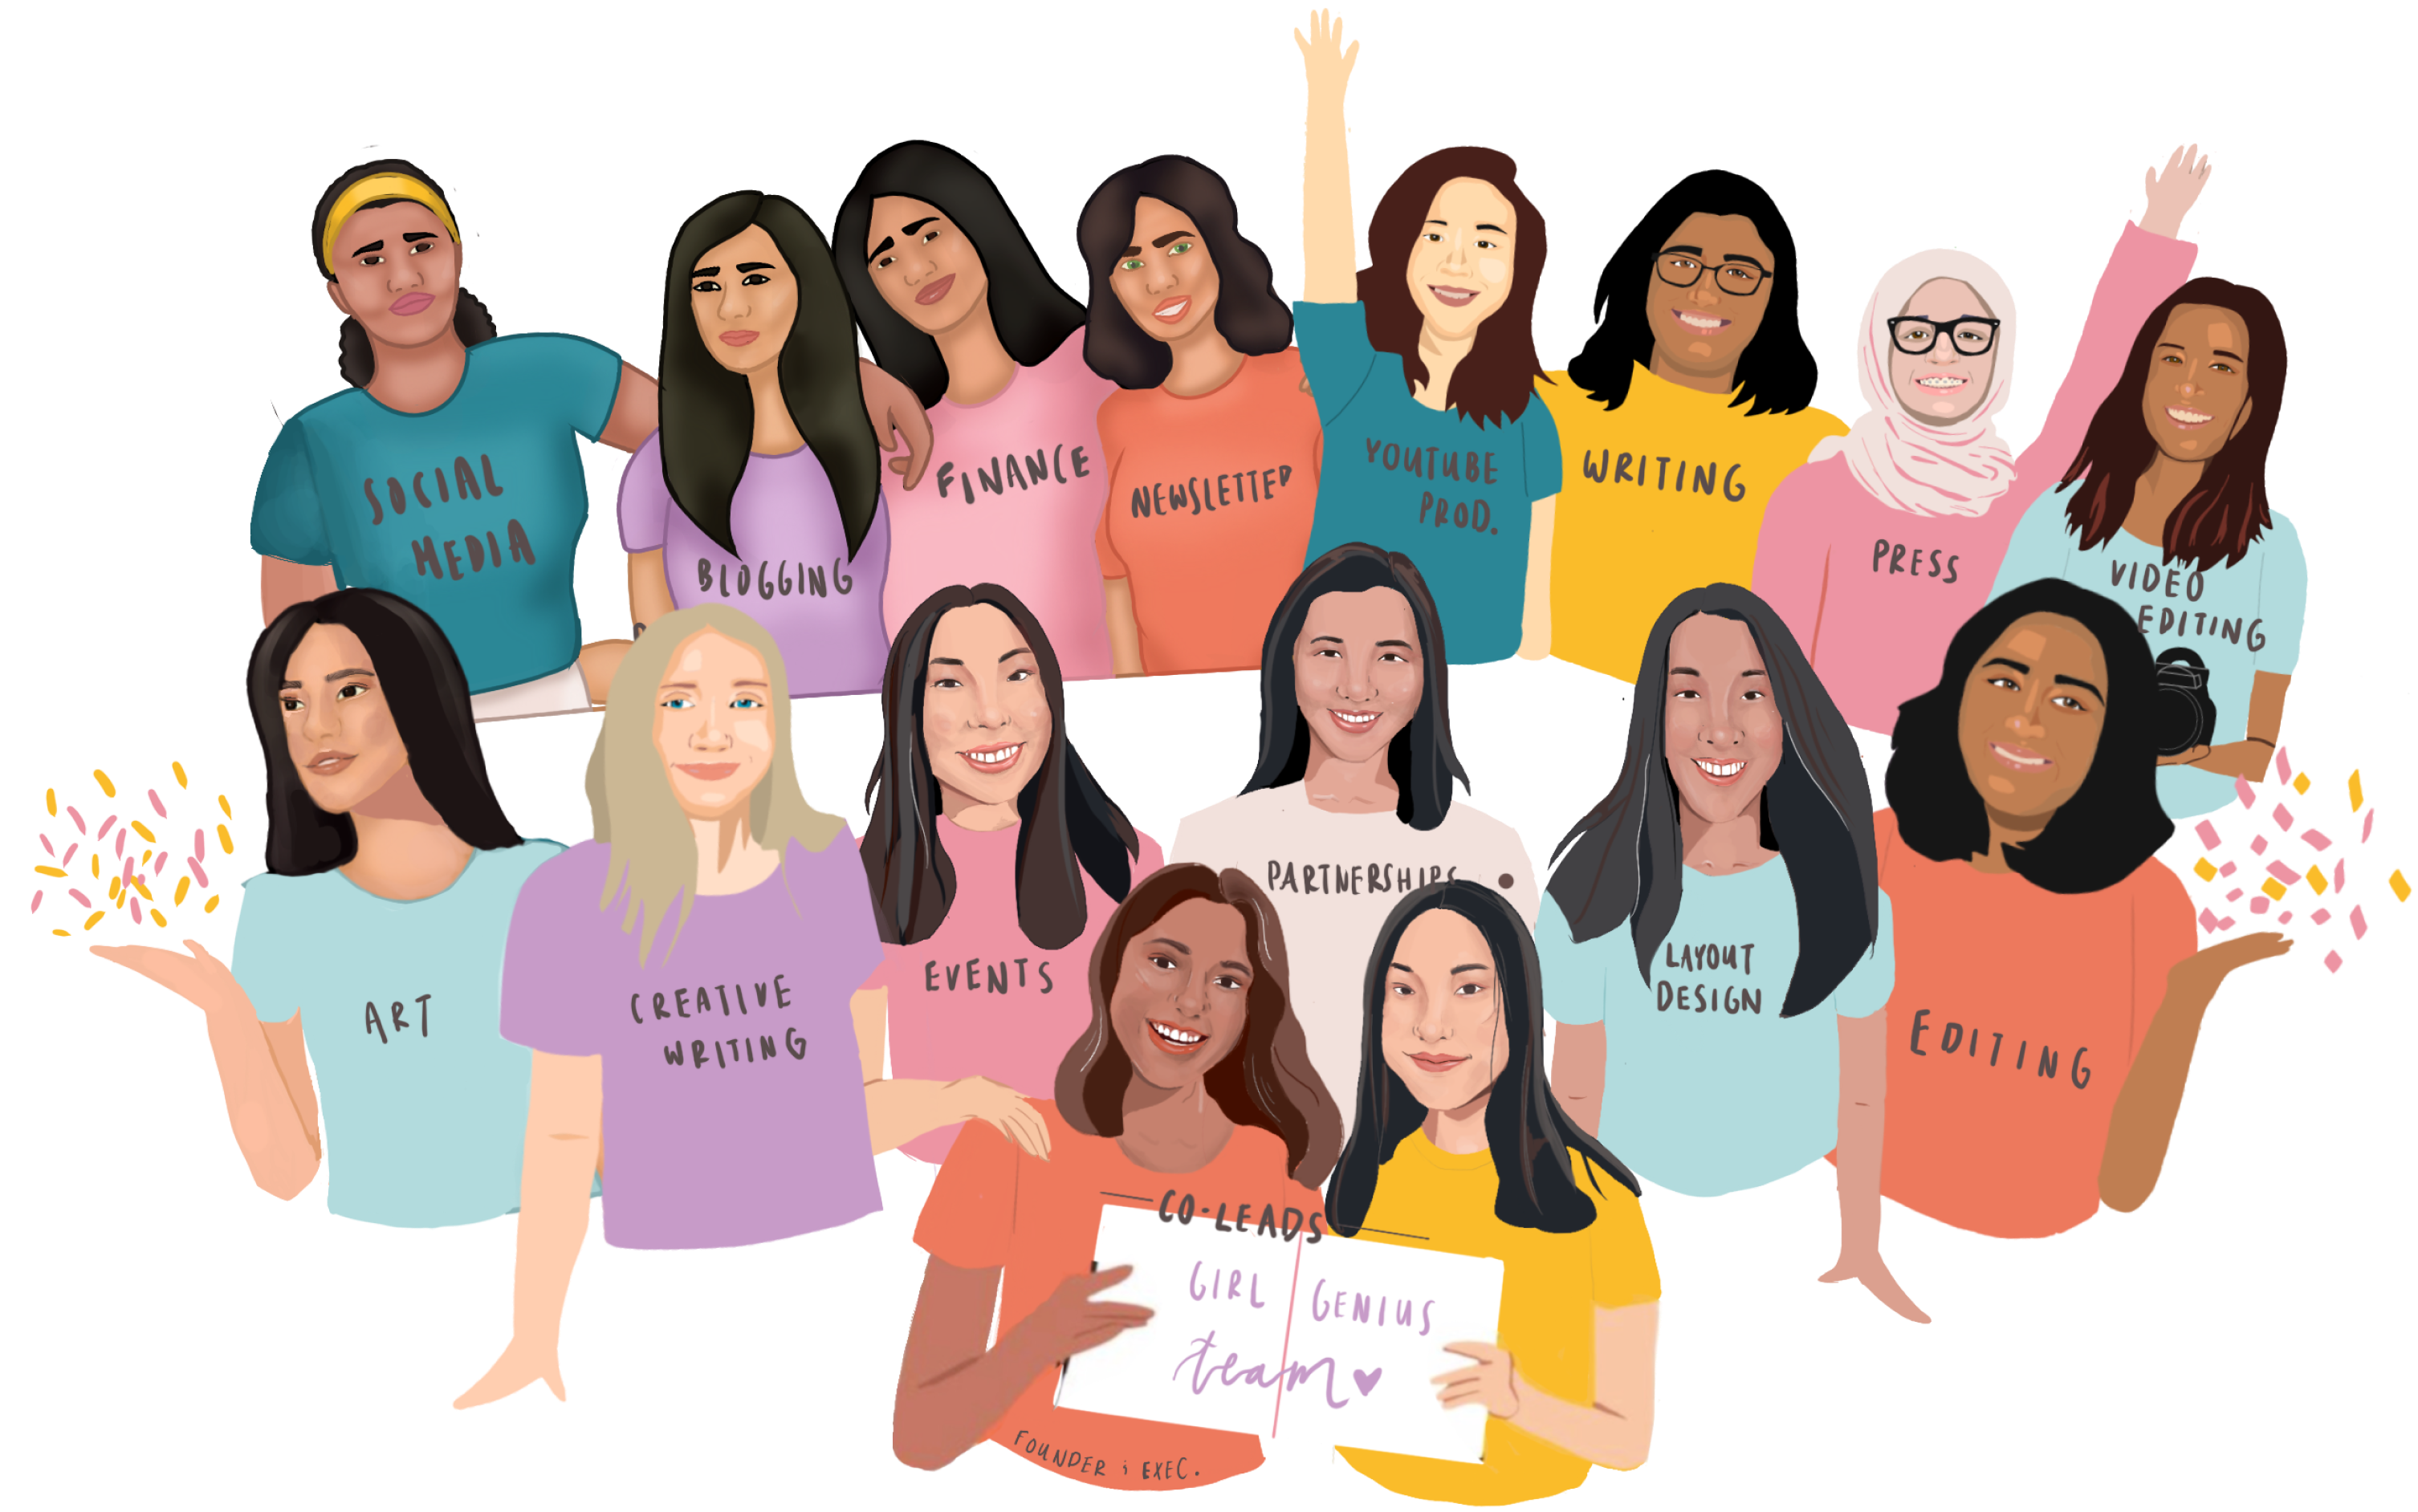 SOCIAL
MEDIA
BLOGGING
FINANCE
NEWSLETTER
YOUTUBE
PROD.
WRITING
PRESS
VIDEO
EDITING
ART
CREATIVE
WRITING
EVENTS
PARTNERSHIPS
LAYOUT
DESIGN
EDITING
CO-LEADS
GIRL GENIUS
team
FOUNDER & EXEC.